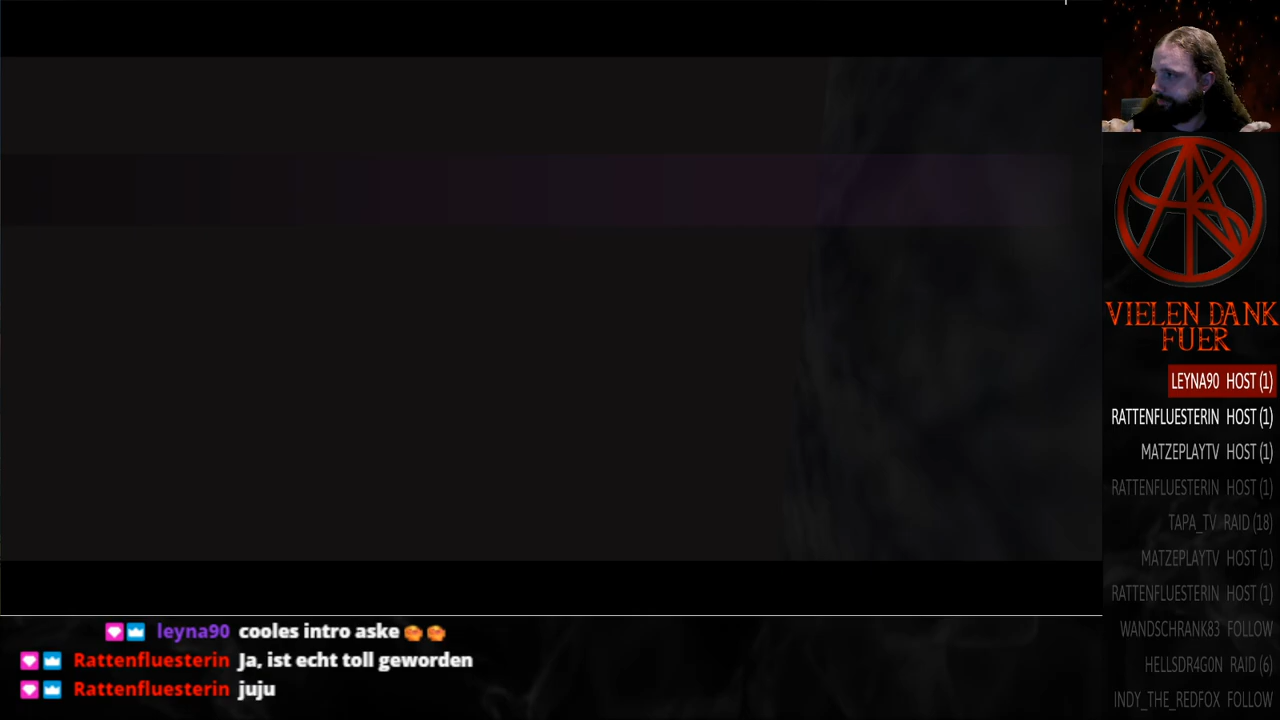 VIELEN DANK
FUER
LEYNA90 HOST (1)
RATTENFLUESTERIN HOST (1)
MATZEPLAYTV HOST (1)
RATTENFLUESTERIN HOST (1)
TAPA_TV RAID (18)
MATZEPLAYTV HOST (1)
RATTENFLUESTERIN HOST (1)
WANDSCHRANK83 FOLLOW
HELLSDR4G0N RAID (6)
INDY_THE_REDFOX FOLLOW
leyna90 cooles intro aske
Rattenfluesterin Ja, ist echt toll geworden
Rattenfluesterin juju